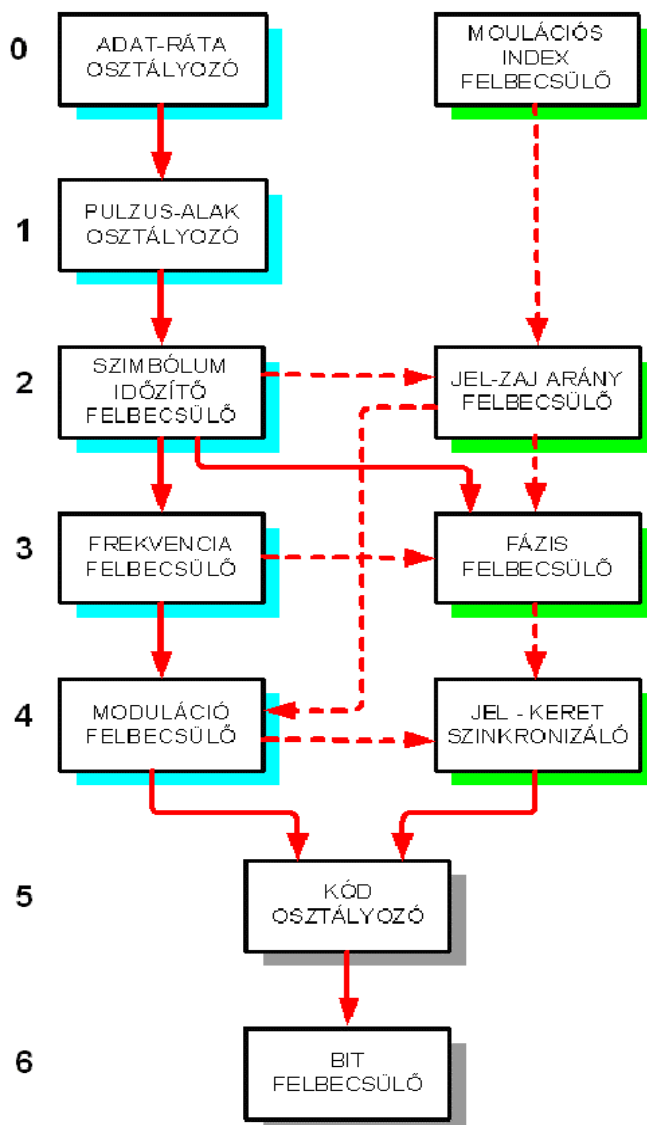 0
ADAT-RÁTA
OSZTÁLYOZÓ
MOULÁCIÓS
INDEX
FELBECSÜLŐ
1
PULZUS-ALAK
OSZTÁLYOZÓ
2
SZIMBÓLUM
IDŐZÍTŐ
FELBECSÜLŐ
JEL-ZAJ ARÁNY
FELBECSÜLŐ
3
FREKVENCIA
FELBECSÜLŐ
FÁZIS
FELBECSÜLŐ
4
MODULÁCIÓ
FELBECSÜLŐ
JEL - KERET
SZINKRONIZÁLÓ
5
KÓD
OSZTÁLYOZÓ
6
BIT
FELBECSÜLŐ